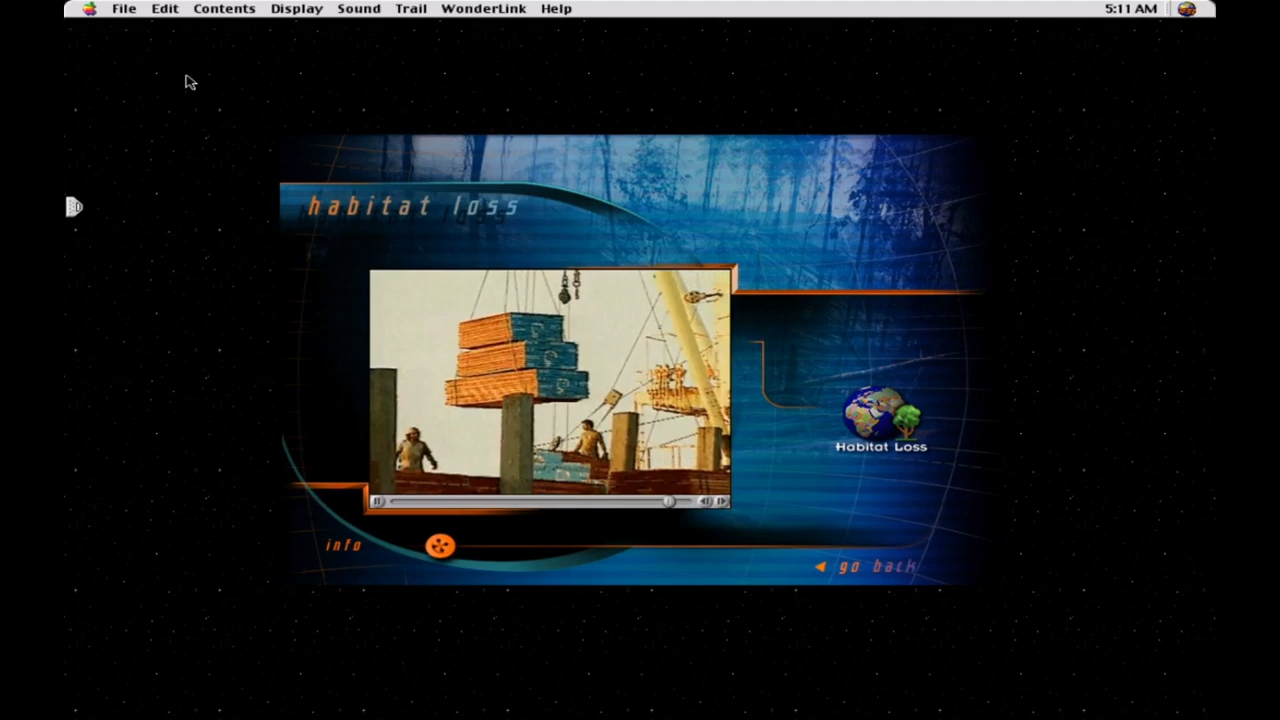 File Edit Contents Display Sound Trail WonderLink Help 5:11 AM
habitat loss
Habitat Loss
info
go back